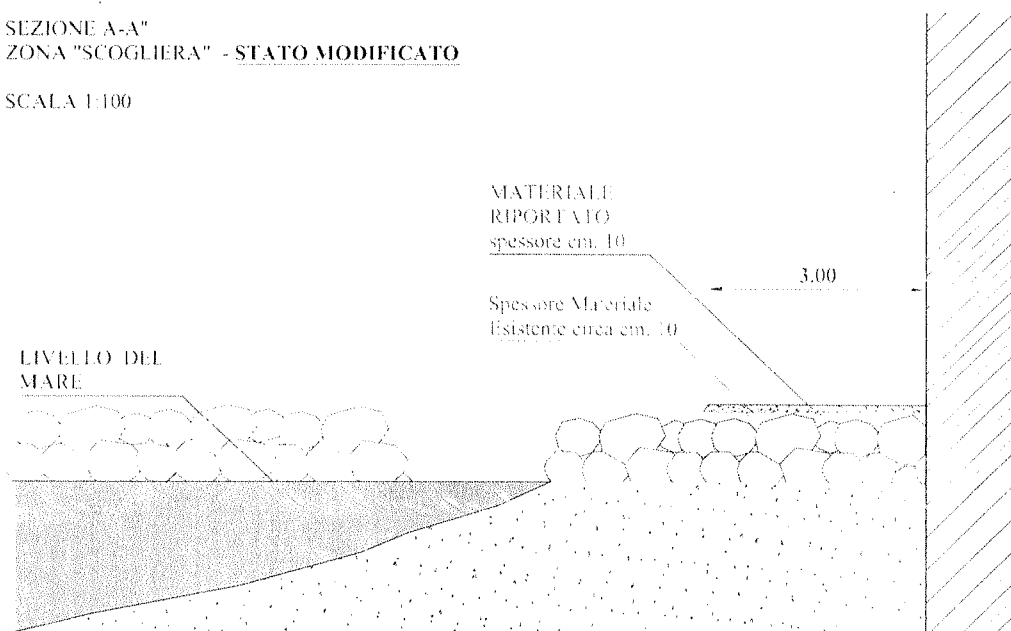 SEZIONE A-A"
ZONA "SCOGLIERA" - STATO MODIFICATO
SCALA 1:100
MATERIALE
RIPORTATO
spessore cm. 10
3.00
Spessore Materiale
Esistente circa cm. 10
LIVELLO DEL
MARE